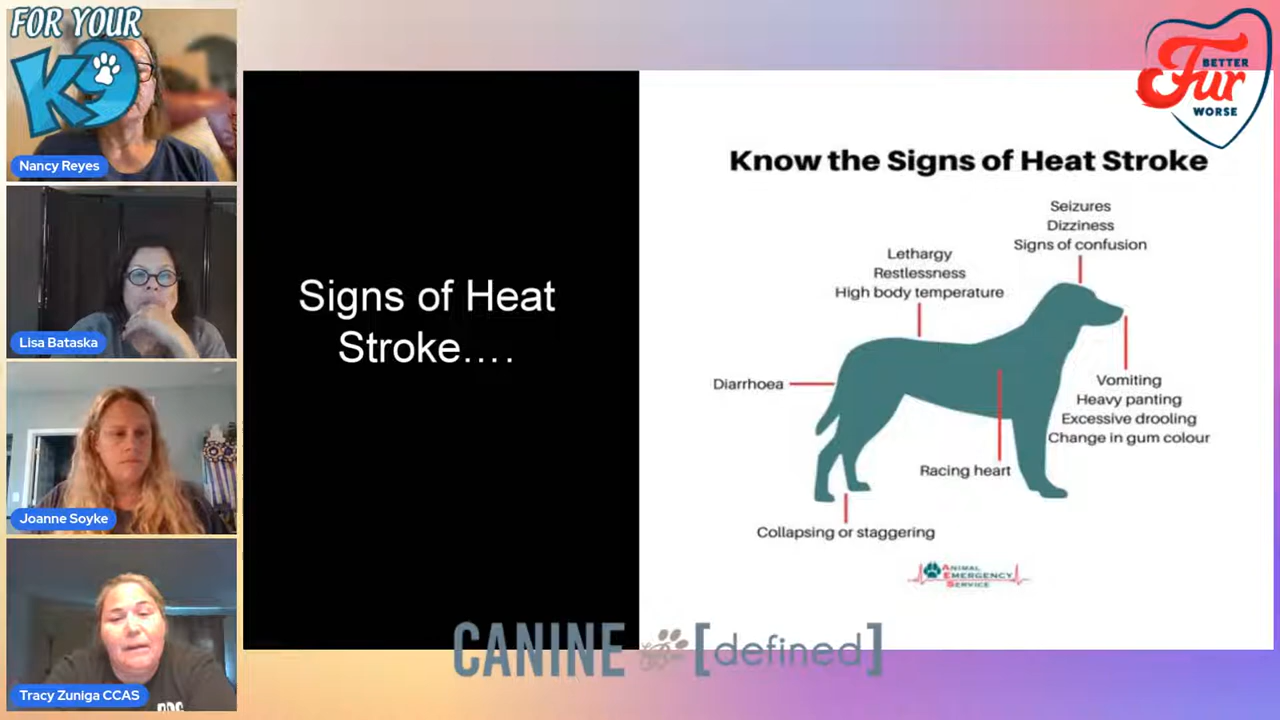 FOR YOUR
K9
Nancy Reyes
Lisa Bataska
Joanne Soyke
Tracy Zuniga CCAS
Signs of Heat
Stroke....
BETTER
Fur
WORSE
Know the Signs of Heat Stroke
Seizures
Dizziness
Signs of confusion
Lethargy
Restlessness
High body temperature
Diarrhoea
Vomiting
Heavy panting
Excessive drooling
Change in gum colour
Racing heart
Collapsing or staggering
ANIMAL
EMERGENCY
SERVICE
CANINE [defined]